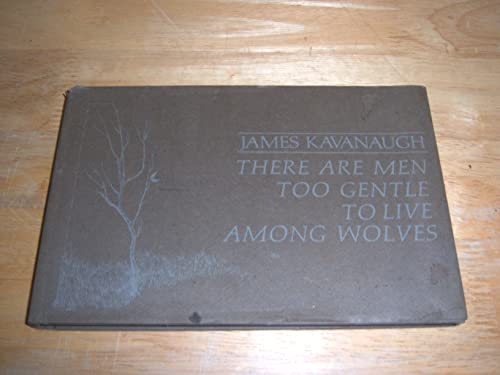 JAMES KAVANAUGH
THERE ARE MEN
TOO GENTLE
TO LIVE
AMONG WOLVES